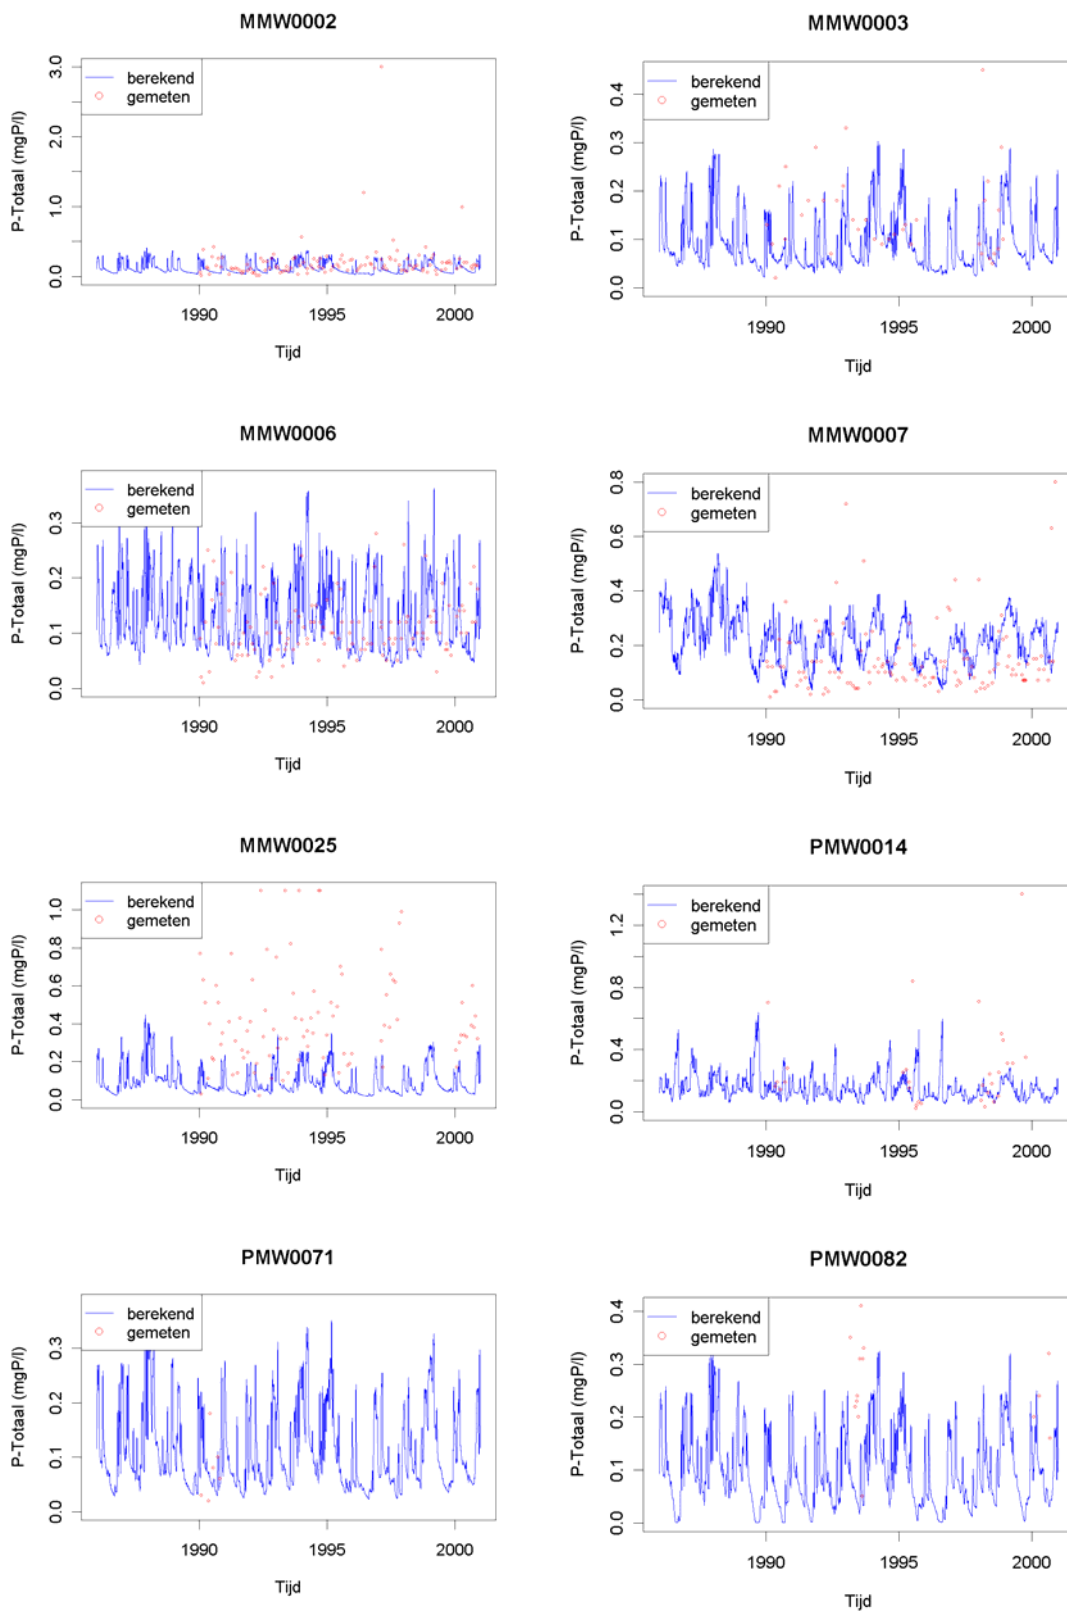 MMW0002
P-Totaal (mgP/l)
3.0
2.0
1.0
0.0
berekend
gemeten
1990
1995
2000
Tijd
MMW0003
P-Totaal (mgP/l)
0.4
0.3
0.2
0.1
0.0
berekend
gemeten
1990
1995
2000
Tijd
MMW0006
P-Totaal (mgP/l)
0.3
0.2
0.1
0.0
berekend
gemeten
1990
1995
2000
Tijd
MMW0007
P-Totaal (mgP/l)
0.8
0.6
0.4
0.2
0.0
berekend
gemeten
1990
1995
2000
Tijd
MMW0025
P-Totaal (mgP/l)
1.0
0.8
0.6
0.4
0.2
0.0
berekend
gemeten
1990
1995
2000
Tijd
PMW0014
P-Totaal (mgP/l)
1.2
0.8
0.4
0.0
berekend
gemeten
1990
1995
2000
Tijd
PMW0071
P-Totaal (mgP/l)
0.3
0.2
0.1
0.0
berekend
gemeten
1990
1995
2000
Tijd
PMW0082
P-Totaal (mgP/l)
0.4
0.3
0.2
0.1
0.0
berekend
gemeten
1990
1995
2000
Tijd